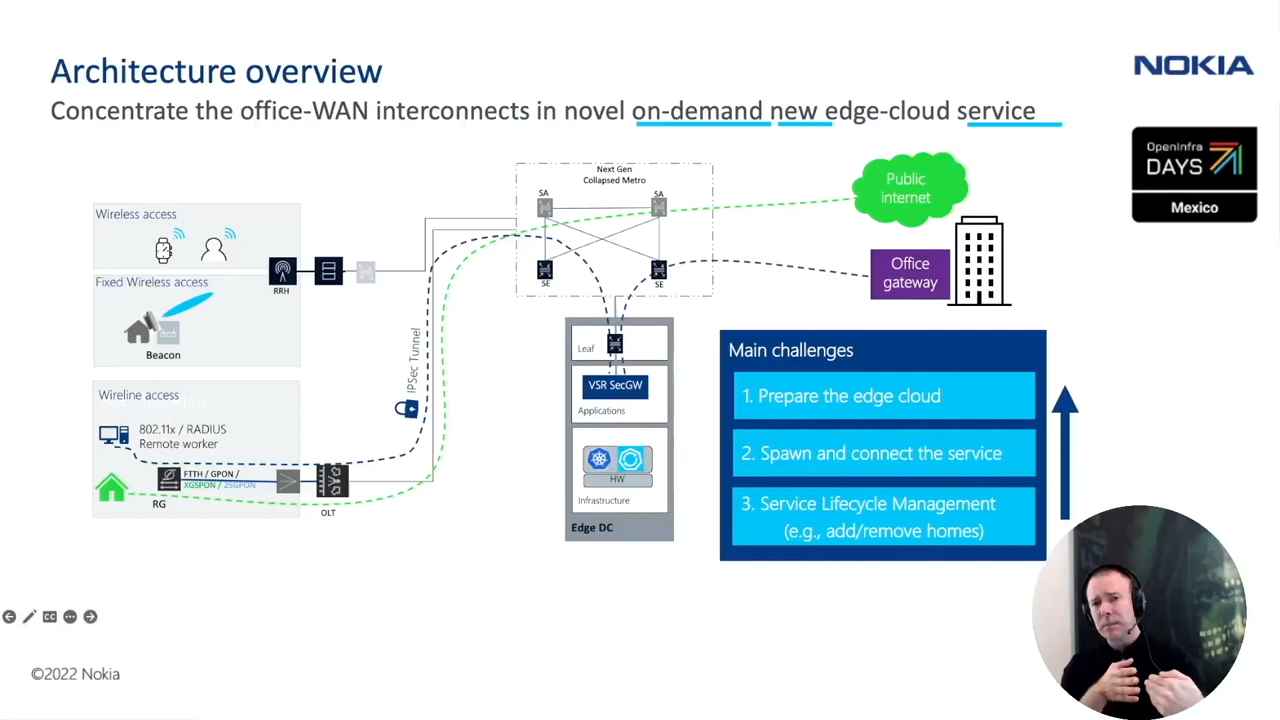 Architecture overview
Concentrate the office-WAN interconnects in novel on-demand new edge-cloud service
NOKIA
OpenInfra
DAYS
Mexico
Wireless access
Fixed Wireless access
Beacon
RRH
Wireline access
802.11x / RADIUS
Remote worker
FTTH / GPON /
XGSPON / 25GPON
RG
OLT
IPSec Tunnel
Next Gen
Collapsed Metro
SA
SA
SE
SE
Leaf
VSR SecGW
Applications
HW
Infrastructure
Edge DC
Public
internet
Office
gateway
Main challenges
1. Prepare the edge cloud
2. Spawn and connect the service
3. Service Lifecycle Management
(e.g., add/remove homes)
CC
©2022 Nokia